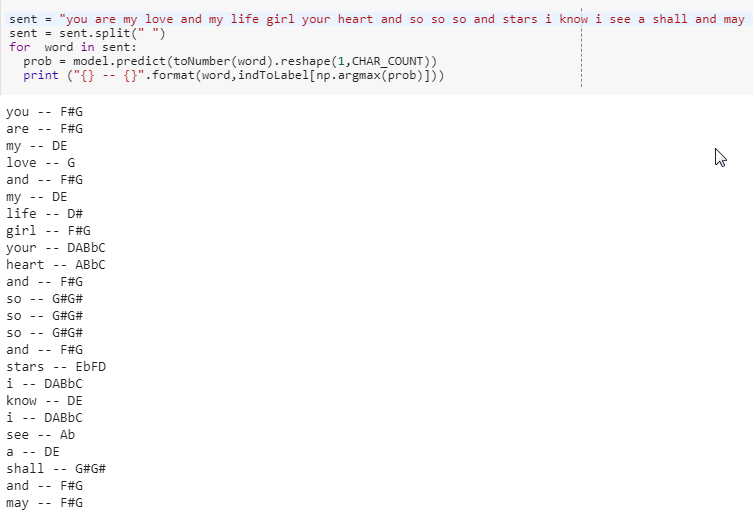 sent = "you are my love and my life girl your heart and so so so and stars i know i see a shall and may
sent = sent.split(" ")
for  word in sent:
  prob = model.predict(toNumber(word).reshape(1,CHAR_COUNT))
  print ("{} -- {}".format(word,indToLabel[np.argmax(prob)]))
you -- F#G
are -- F#G
my -- DE
love -- G
and -- F#G
my -- DE
life -- D#
girl -- F#G
your -- DABbC
heart -- ABbC
and -- F#G
so -- G#G#
so -- G#G#
so -- G#G#
and -- F#G
stars -- EbFD
i -- DABbC
know -- DE
i -- DABbC
see -- Ab
a -- DE
shall -- G#G#
and -- F#G
may -- F#G